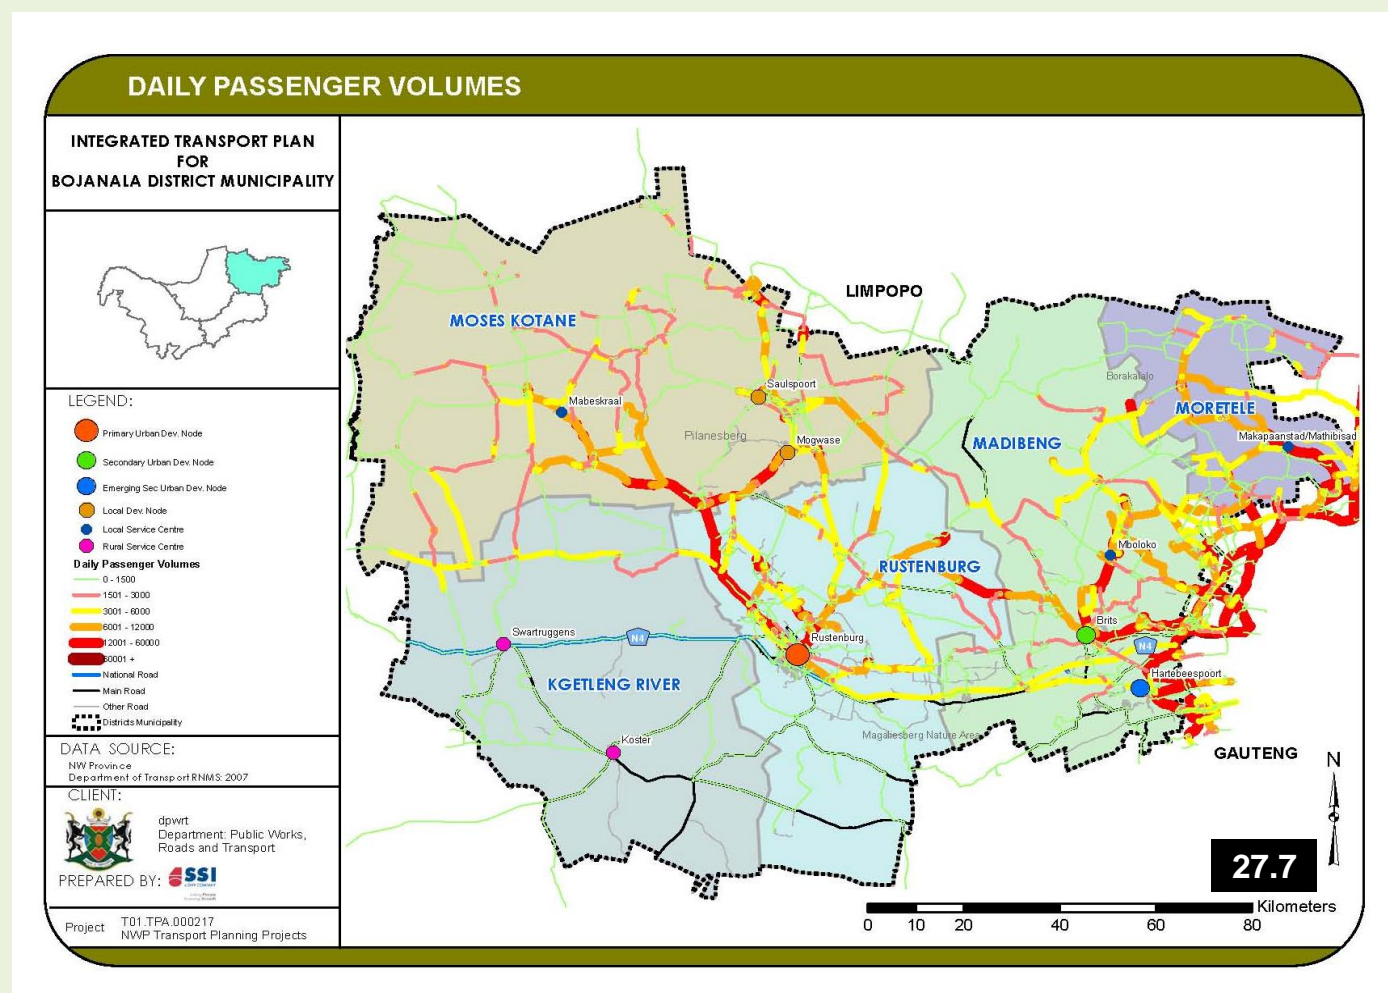 DAILY PASSENGER VOLUMES
INTEGRATED TRANSPORT PLAN
FOR
BOJANALA DISTRICT MUNICIPALITY
LEGEND:
Primary Urban Dev. Node
Secondary Urban Dev. Node
Emerging Sec Urban Dev. Node
Local Dev. Node
Local Service Centre
Rural Service Centre
Daily Passenger Volumes
0 - 1500
1501 - 3000
3001 - 6000
6001 - 12000
12001 - 60000
60001 +
National Road
Main Road
Other Road
Districts Municipality
DATA SOURCE:
NW Province
Department of Transport RNMS: 2007
CLIENT:
dpwrt
Department: Public Works,
Roads and Transport
PREPARED BY:
SSI
Project
T01.TPA.000217
NWP Transport Planning Projects
LIMPOPO
MOSES KOTANE
Saulspoort
Mabeskraal
Pilanesberg
Mogwase
Borakalalo
MORETELE
MADIBENG
Makapaanstad/Mathibisad
Mboloko
RUSTENBURG
Swartruggens
N4
Rustenburg
Brits
N4
KGETLENG RIVER
Hartebeespoort
Koster
Magaliesberg Nature Area
GAUTENG
N
27.7
Kilometers
0 10 20 40 60 80